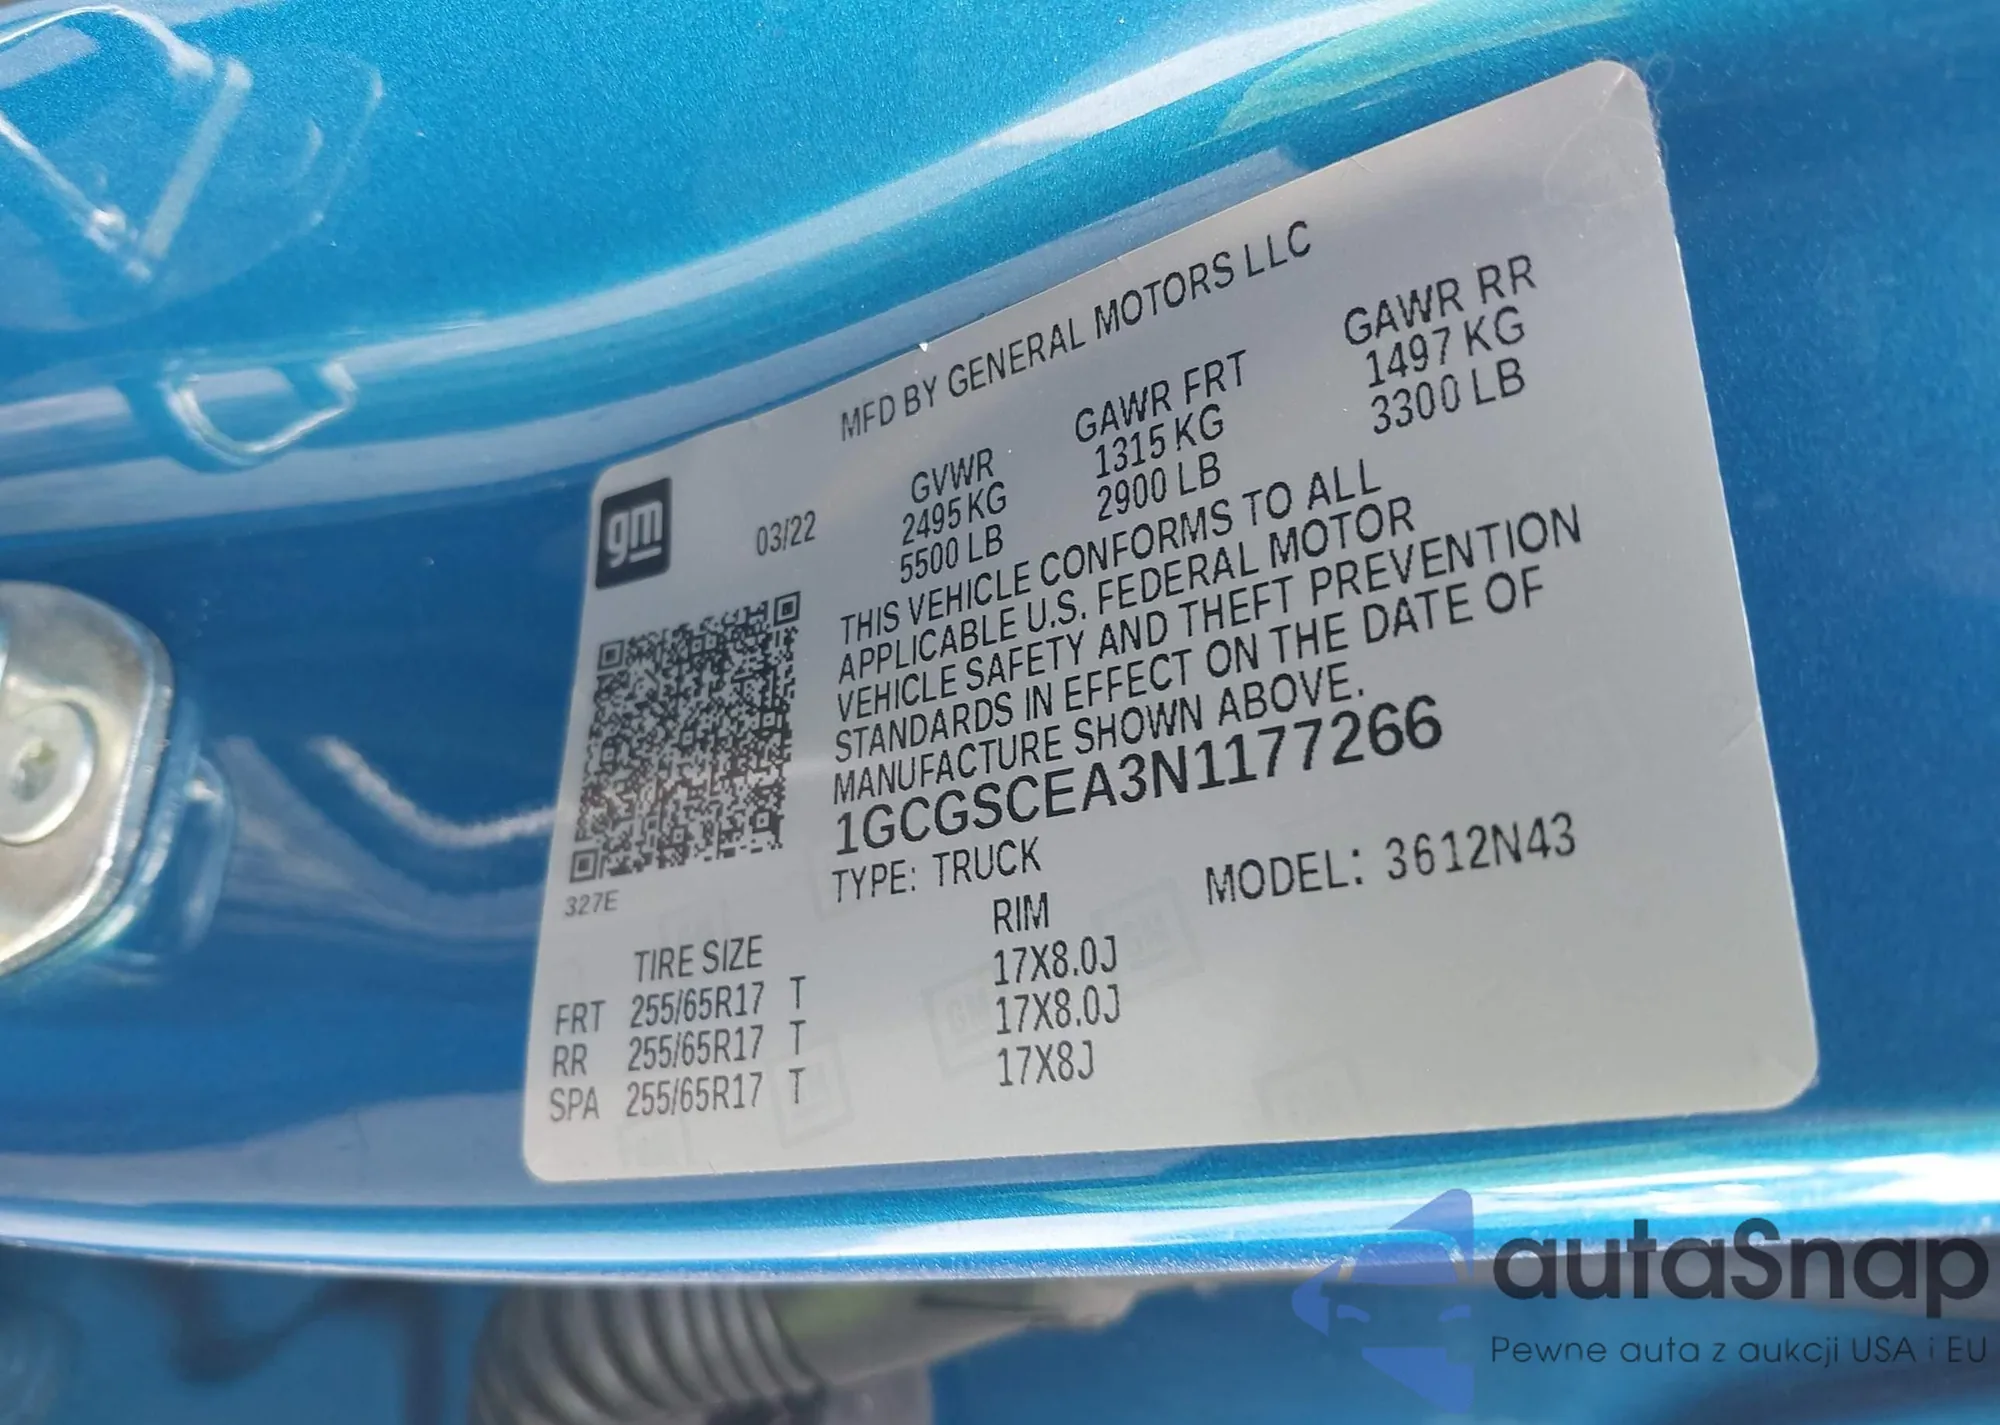 MFD BY GENERAL MOTORS LLC
gm
03/22
GVWR
2495 KG
5500 LB
GAWR FRT
1315 KG
2900 LB
GAWR RR
1497 KG
3300 LB
THIS VEHICLE CONFORMS TO ALL
APPLICABLE U.S. FEDERAL MOTOR
VEHICLE SAFETY AND THEFT PREVENTION
STANDARDS IN EFFECT ON THE DATE OF
MANUFACTURE SHOWN ABOVE.
1GCGSCEA3N1177266
TYPE: TRUCK
MODEL: 3612N43
327E
TIRE SIZE RIM
FRT 255/65R17 T 17X8.0J
RR 255/65R17 T 17X8.0J
SPA 255/65R17 T 17X8J
GM
GM
autaSnap
Pewne auta z aukcji USA i EU